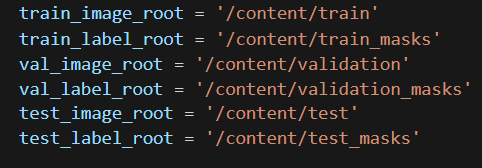 train_image_root = '/content/train'
train_label_root = '/content/train_masks'
val_image_root = '/content/validation'
val_label_root = '/content/validation_masks'
test_image_root = '/content/test'
test_label_root = '/content/test_masks'